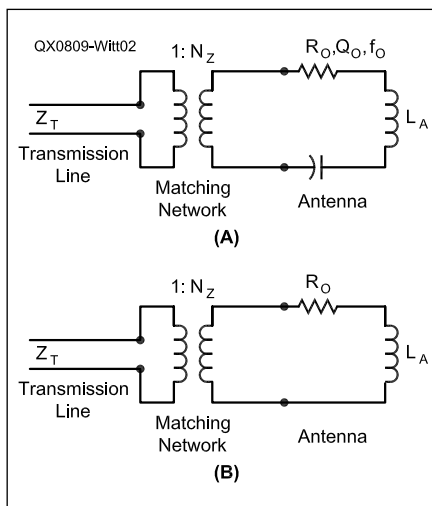 QX0809-Witt02
1: N_Z
R_O,Q_O,f_O
Z_T
L_A
Transmission
Line
Matching
Network
Antenna
(A)
1: N_Z
R_O
Z_T
L_A
Transmission
Line
Matching
Network
Antenna
(B)